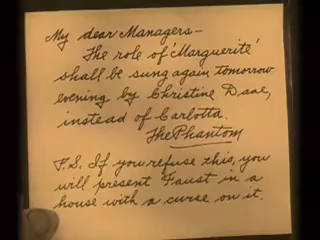 My dear Managers—
The role of 'Marguerite'
shall be sung again tomorrow
evening by Christine Daae,
instead of Carlotta.
The Phantom
P.S. If you refuse this, you
will present Faust in a
house with a curse on it.